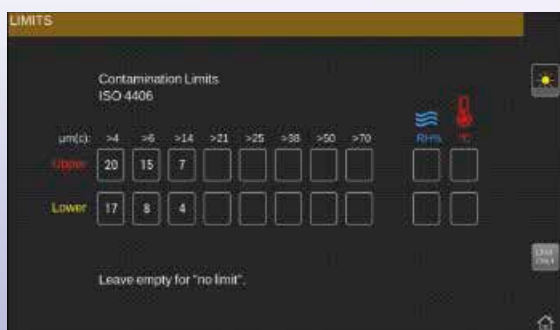 LIMITS
Contamination Limits
ISO 4406
µm(c): >4 >6 >14 >21 >25 >38 >50 >70 RH% °C
Upper 20 15 7
Lower 17 8 4
Leave empty for "no limit".